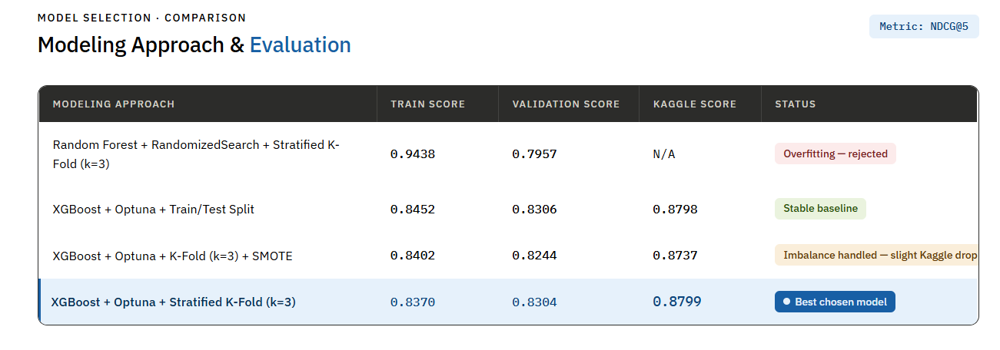 MODEL SELECTION · COMPARISON
Modeling Approach & Evaluation
Metric: NDCG@5
MODELING APPROACH TRAIN SCORE VALIDATION SCORE KAGGLE SCORE STATUS
Random Forest + RandomizedSearch + Stratified K-
Fold (k=3) 0.9438 0.7957 N/A Overfitting — rejected
XGBoost + Optuna + Train/Test Split 0.8452 0.8306 0.8798 Stable baseline
XGBoost + Optuna + K-Fold (k=3) + SMOTE 0.8402 0.8244 0.8737 Imbalance handled — slight Kaggle drop
XGBoost + Optuna + Stratified K-Fold (k=3) 0.8370 0.8304 0.8799 Best chosen model